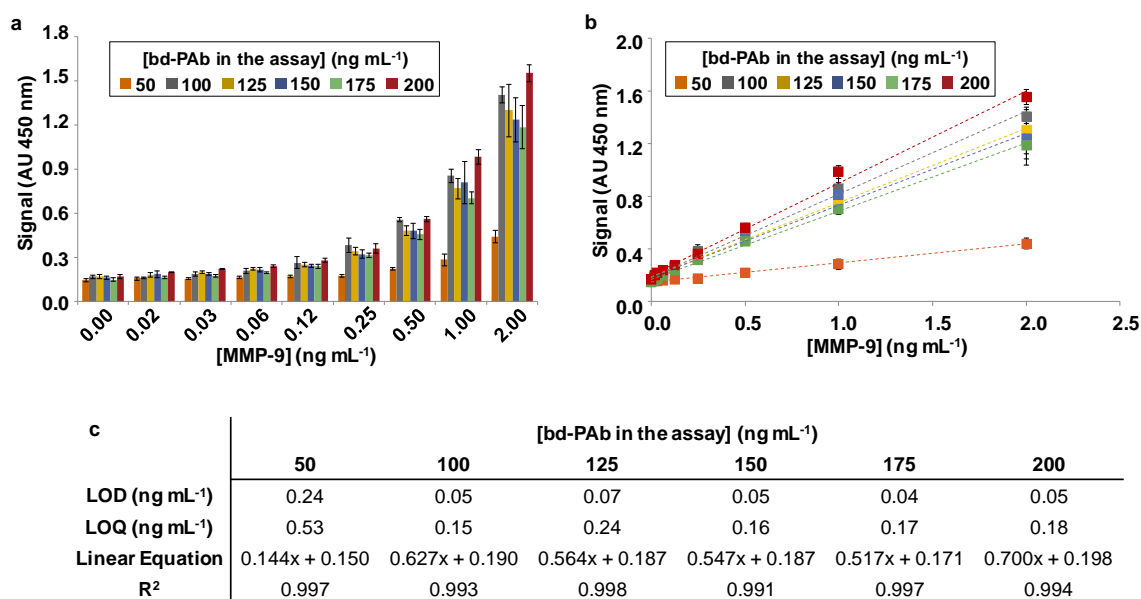 a
1.8
1.5
1.2
0.9
0.6
0.3
0.0
Signal (AU 450 nm)
[bd-PAb in the assay] (ng mL-1)
50 100 125 150 175 200
0.00 0.02 0.03 0.06 0.12 0.25 0.50 1.00 2.00
[MMP-9] (ng mL-1)
b
2.0
1.6
1.2
0.8
0.4
0.0
Signal (AU 450 nm)
[bd-PAb in the assay] (ng mL-1)
50 100 125 150 175 200
0.0 0.5 1.0 1.5 2.0 2.5
[MMP-9] (ng mL-1)
c
[bd-PAb in the assay] (ng mL-1)
50 100 125 150 175 200
LOD (ng mL-1) 0.24 0.05 0.07 0.05 0.04 0.05
LOQ (ng mL-1) 0.53 0.15 0.24 0.16 0.17 0.18
Linear Equation 0.144x + 0.150 0.627x + 0.190 0.564x + 0.187 0.547x + 0.187 0.517x + 0.171 0.700x + 0.198
R2 0.997 0.993 0.998 0.991 0.997 0.994